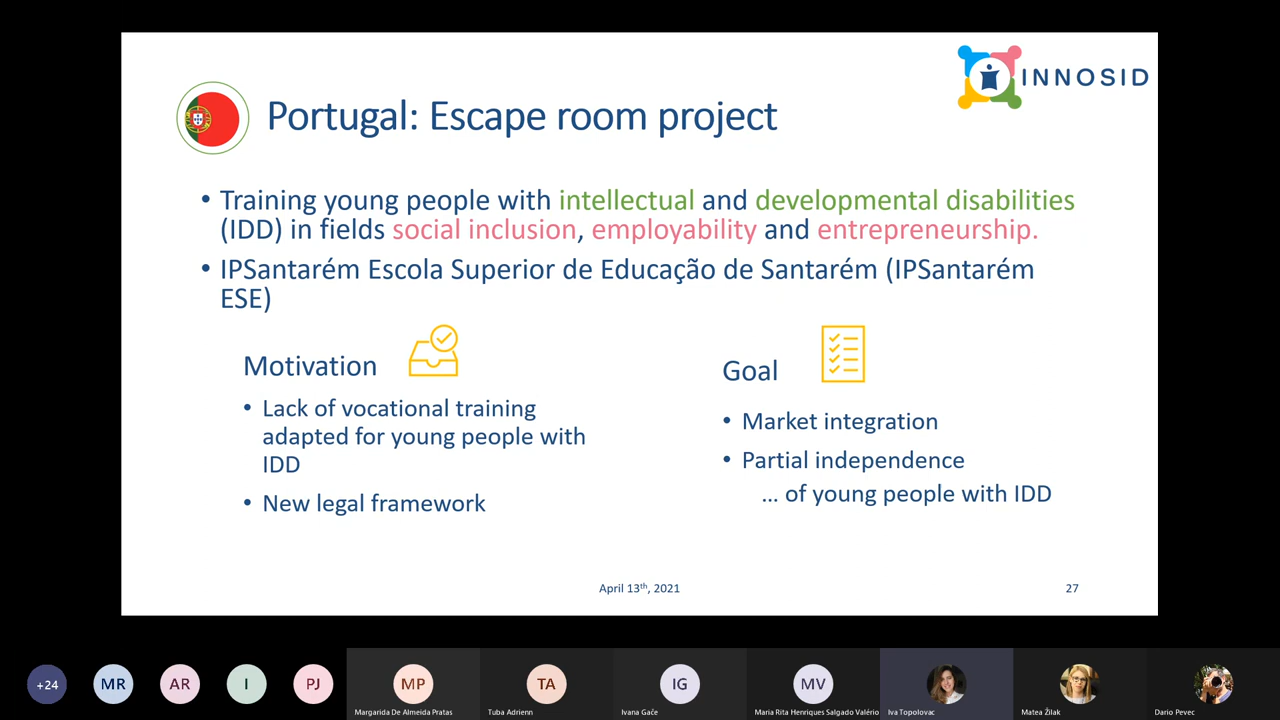 INNOSID
Portugal: Escape room project
• Training young people with intellectual and developmental disabilities
(IDD) in fields social inclusion, employability and entrepreneurship.
• IPSantarém Escola Superior de Educação de Santarém (IPSantarém
ESE)
Motivation
• Lack of vocational training
adapted for young people with
IDD
• New legal framework
Goal
• Market integration
• Partial independence
... of young people with IDD
April 13th, 2021
27
+24
MR
AR
I
PJ
MP
Margarida De Almeida Pratas
TA
Tuba Adrienn
IG
Ivana Gače
MV
Maria Rita Henriques Salgado Valério
Iva Topolovac
Matea Žilak
Dario Pevec